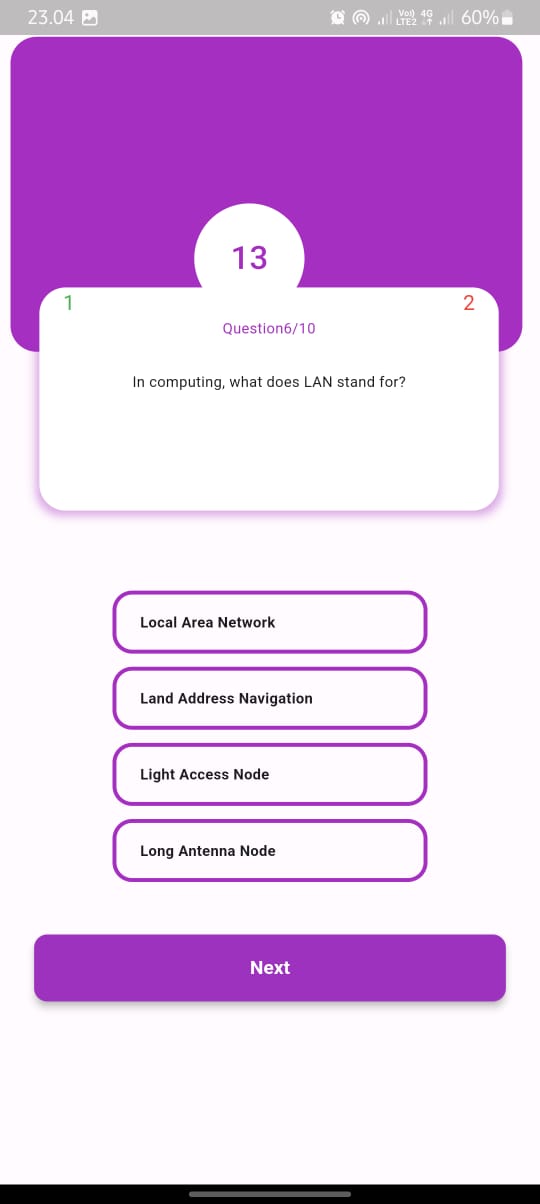 23.04
Vo) 4G
LTE2
60%
13
1
2
Question6/10
In computing, what does LAN stand for?
Local Area Network
Land Address Navigation
Light Access Node
Long Antenna Node
Next